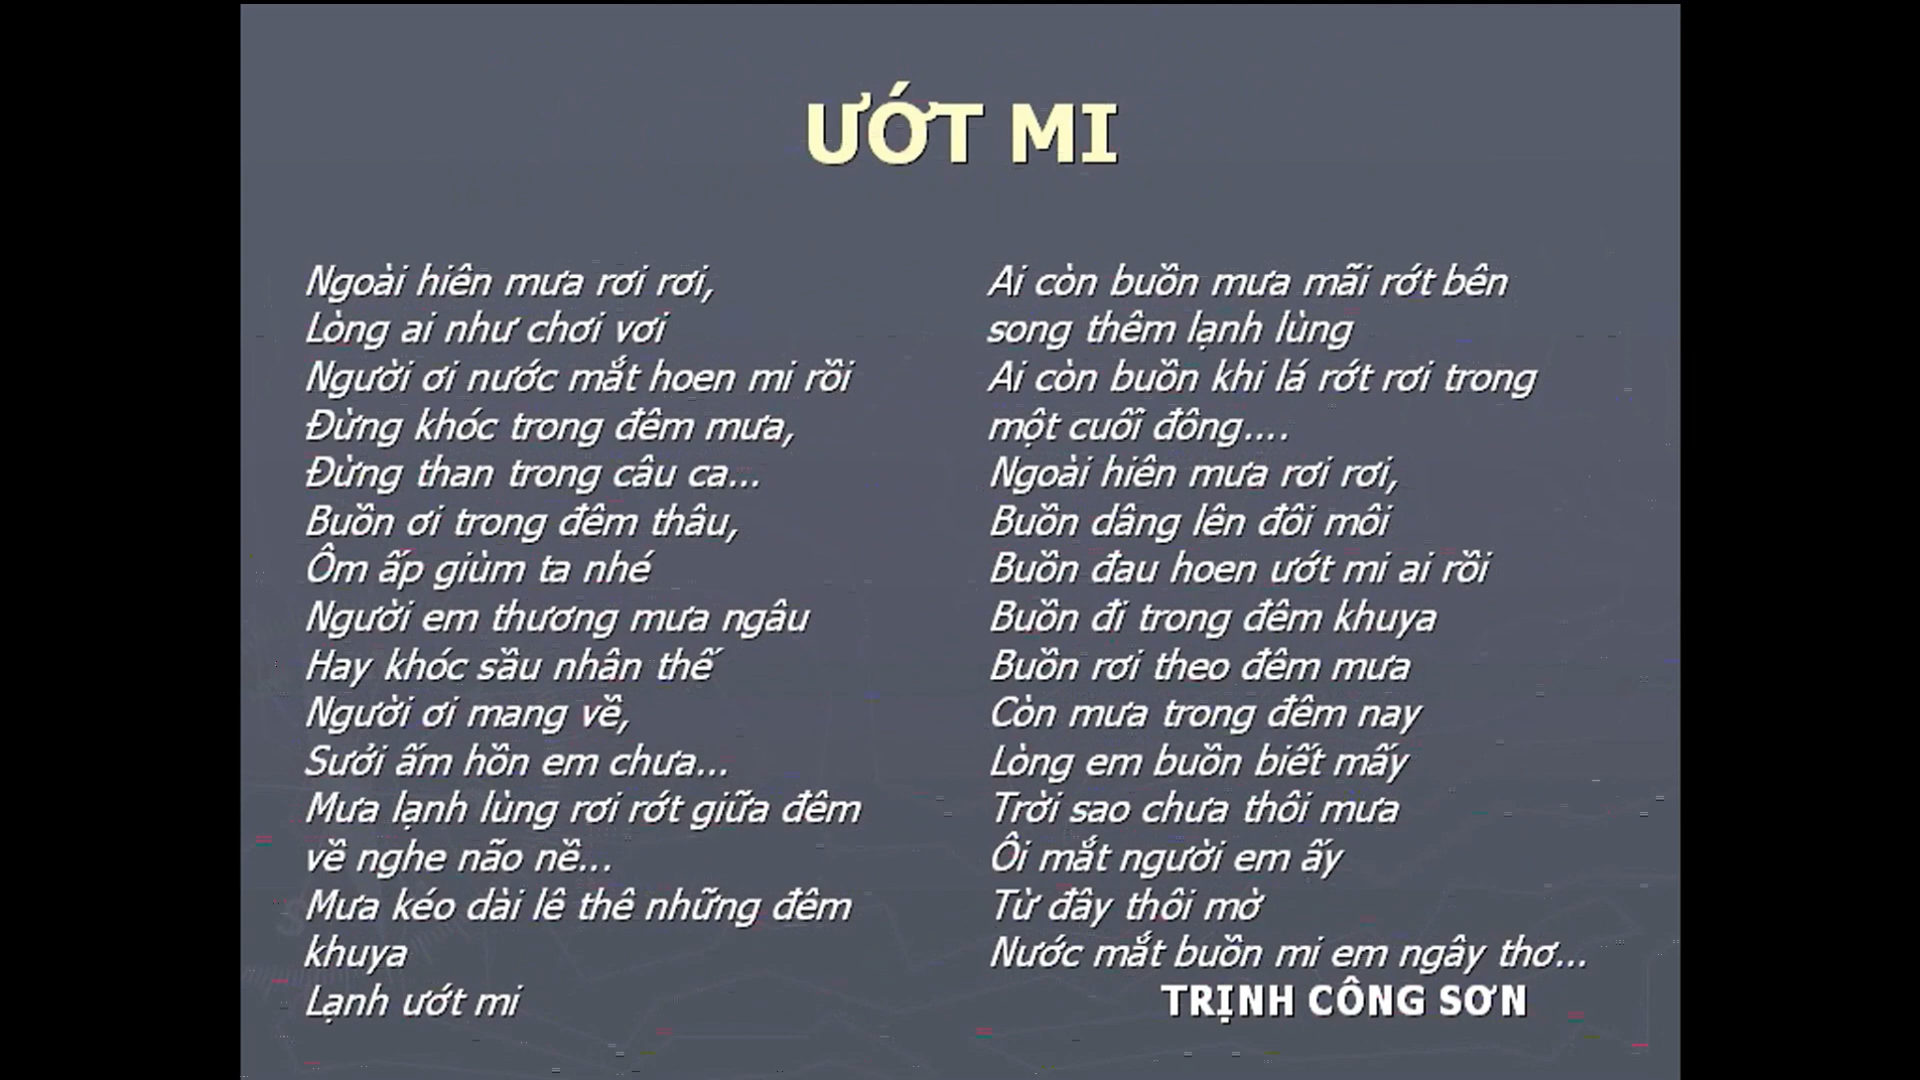 ƯỚT MI
Ngoài hiên mưa rơi rơi,
Lòng ai như chơi vơi
Người ơi nước mắt hoen mi rồi
Đừng khóc trong đêm mưa,
Đừng than trong câu ca...
Buồn ơi trong đêm thâu,
Ôm ấp giùm ta nhé
Người em thương mưa ngâu
Hay khóc sầu nhân thế
Người ơi mang về,
Sưởi ấm hồn em chưa...
Mưa lạnh lùng rơi rớt giữa đêm
về nghe não nề...
Mưa kéo dài lê thê những đêm
khuya
Lạnh ướt mi
Ai còn buồn mưa mãi rớt bên
song thêm lạnh lùng
Ai còn buồn khi lá rớt rơi trong
một cuối đông....
Ngoài hiên mưa rơi rơi,
Buồn dâng lên đôi môi
Buồn đau hoen ướt mi ai rồi
Buồn đi trong đêm khuya
Buồn rơi theo đêm mưa
Còn mưa trong đêm nay
Lòng em buồn biết mấy
Trời sao chưa thôi mưa
Ôi mắt người em ấy
Từ đây thôi mờ
Nước mắt buồn mi em ngây thơ...
TRỊNH CÔNG SƠN